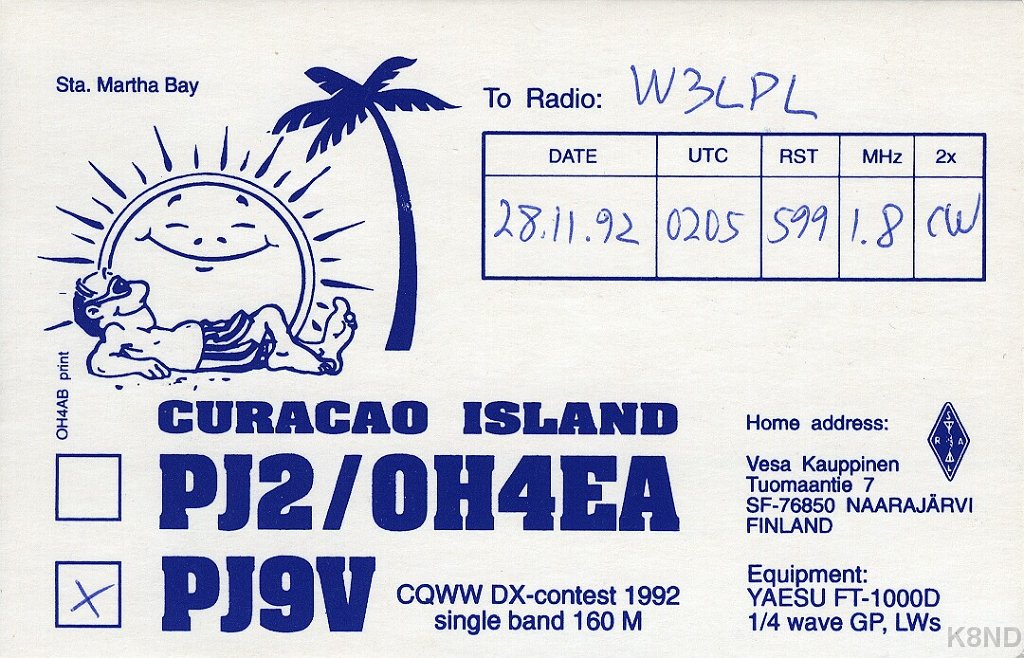 Sta. Martha Bay
To Radio: W3LPL
DATE UTC RST MHz 2x
28.11.92 0205 599 1.8 CW
OH4AB print
CURACAO ISLAND
PJ2/OH4EA
PJ9V
CQWW DX-contest 1992
single band 160 M
Home address:
Vesa Kauppinen
Tuomaantie 7
SF-76850 NAARAJÄRVI
FINLAND
Equipment:
YAESU FT-1000D
1/4 wave GP, LWs
K8ND